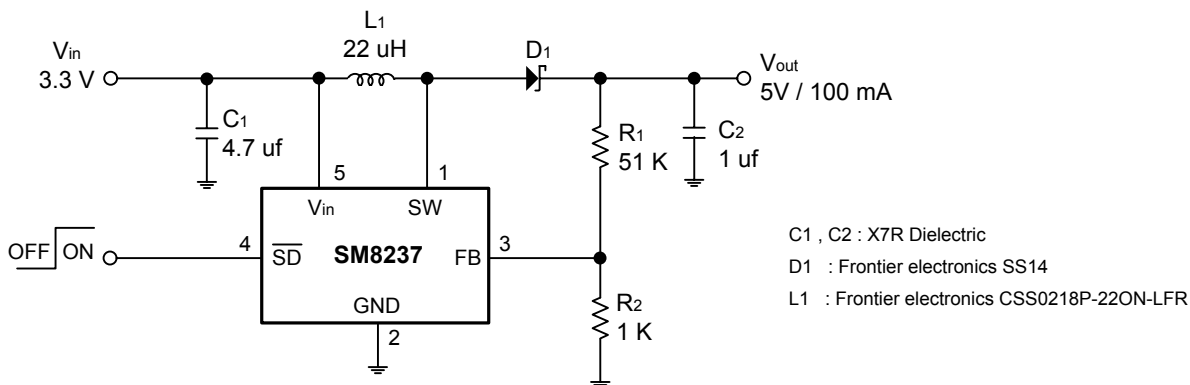 L1
22 uH
Vin
3.3 V
D1
Vout
5V / 100 mA
C1
4.7 uf
R1
51 K
C2
1 uf
5
1
Vin
SW
OFF ON
4
SD
SM8237
FB
3
GND
2
R2
1 K
C1 , C2 : X7R Dielectric
D1 : Frontier electronics SS14
L1 : Frontier electronics CSS0218P-22ON-LFR